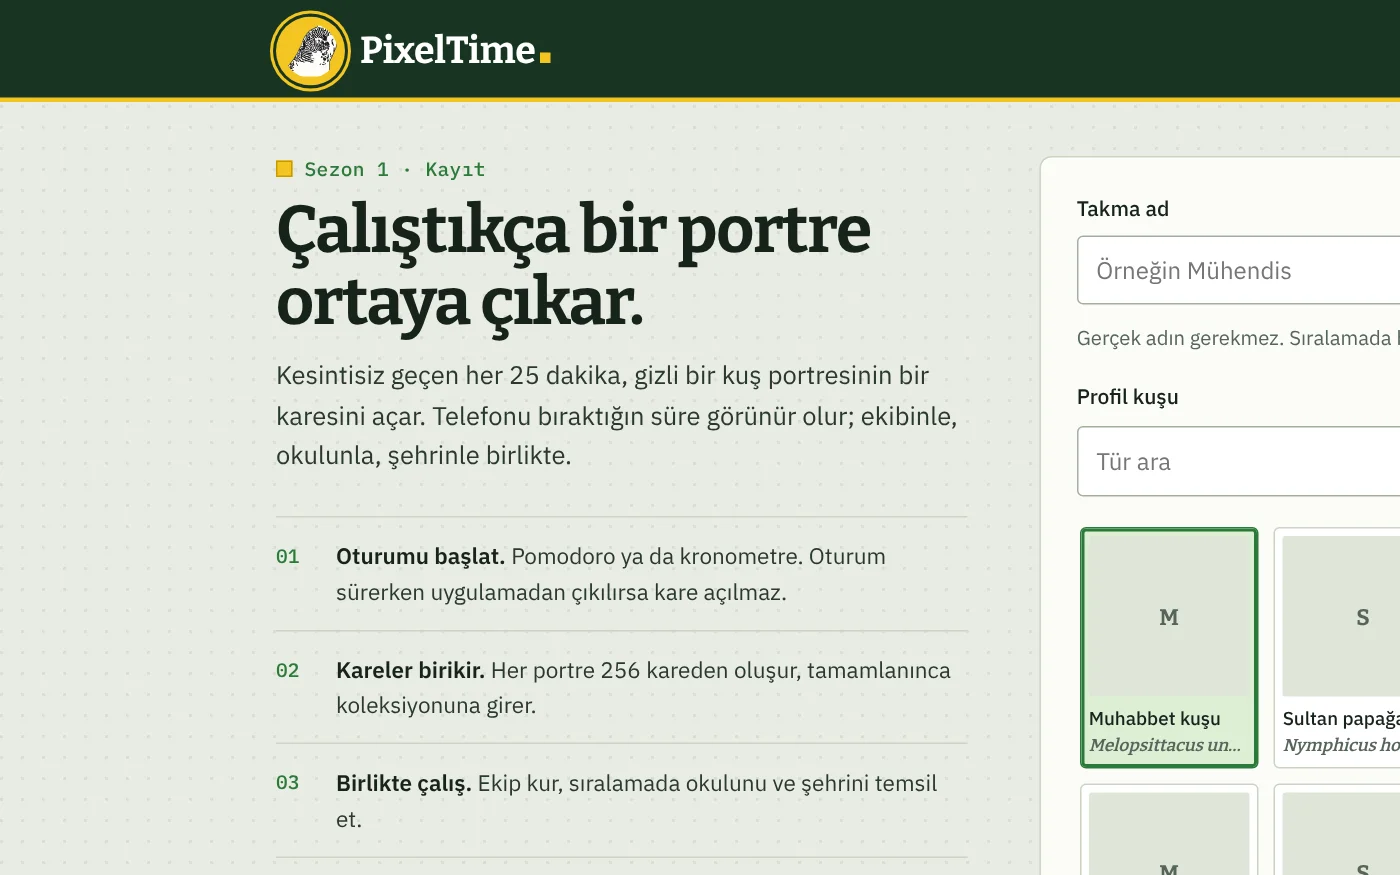 PixelTime.
Sezon 1 · Kayıt
Çalıştıkça bir portre
ortaya çıkar.
Kesintisiz geçen her 25 dakika, gizli bir kuş portresinin bir
karesini açar. Telefonu bıraktığın süre görünür olur; ekibinle,
okulunla, şehrinle birlikte.
01 Oturumu başlat. Pomodoro ya da kronometre. Oturum
sürerken uygulamadan çıkılırsa kare açılmaz.
02 Kareler birikir. Her portre 256 kareden oluşur, tamamlanınca
koleksiyonuna girer.
03 Birlikte çalış. Ekip kur, sıralamada okulunu ve şehrini temsil
et.
Takma ad
Örneğin Mühendis
Gerçek adın gerekmez. Sıralamada
Profil kuşu
Tür ara
M S
Muhabbet kuşu Sultan papağa
Melopsittacus un... Nymphicus ho
M S